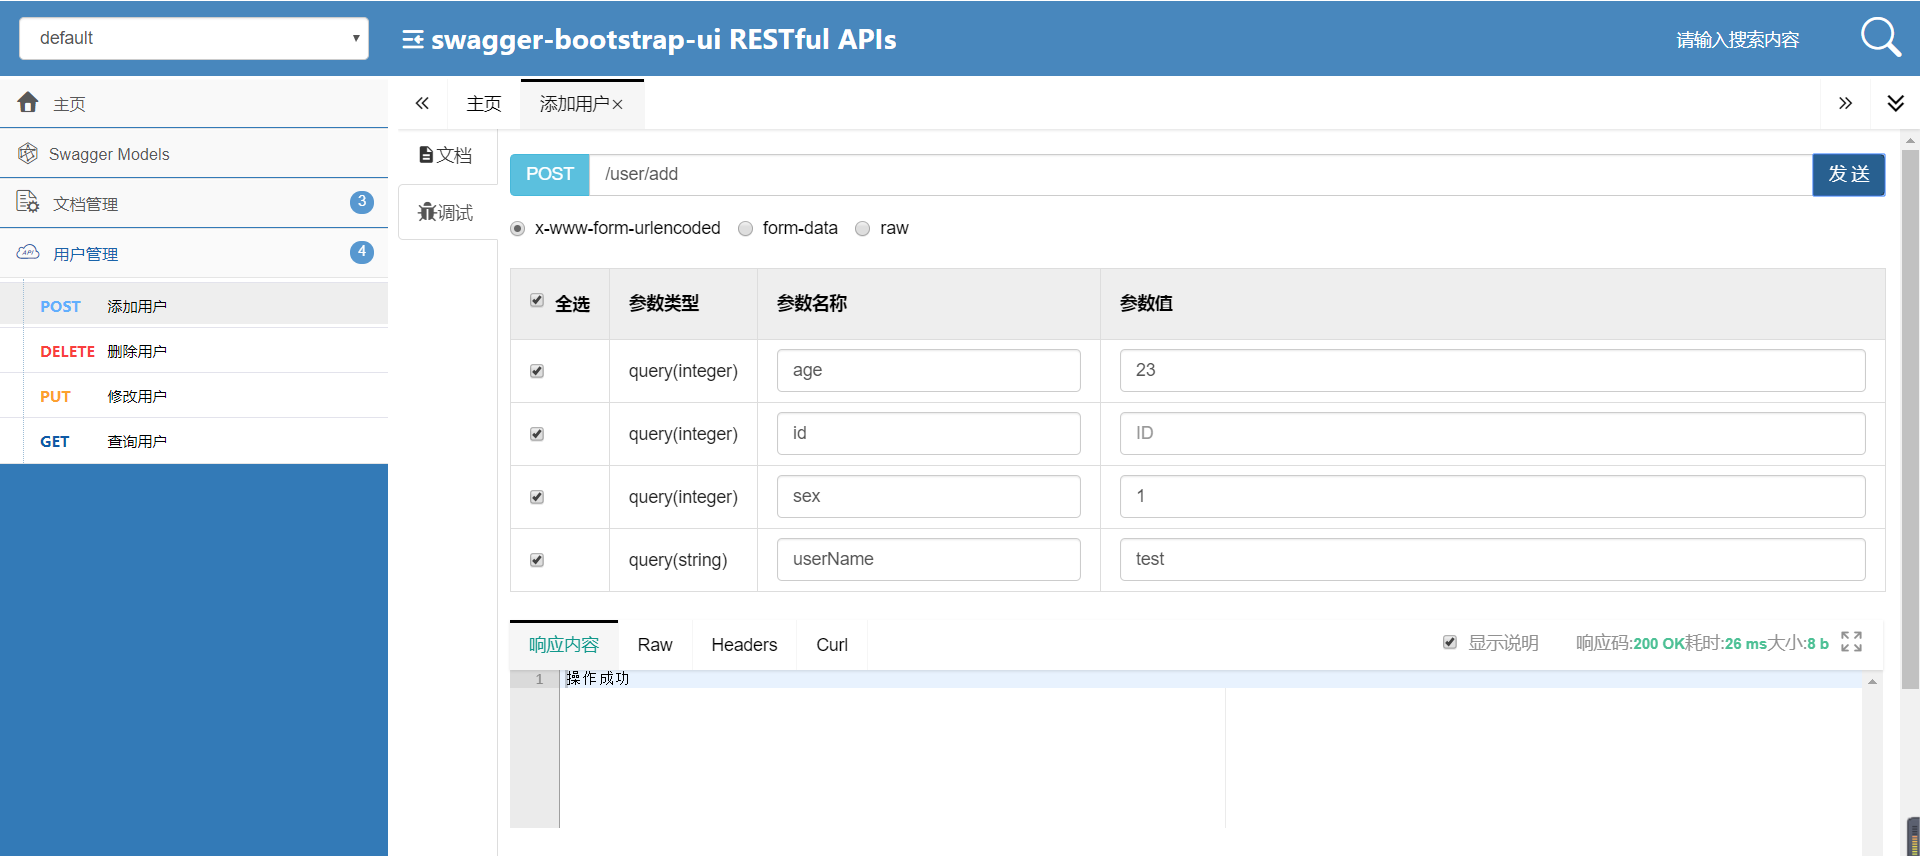 default
swagger-bootstrap-ui RESTful APIs
请输入搜索内容
主页
Swagger Models
文档管理 3
用户管理 4
POST 添加用户
DELETE 删除用户
PUT 修改用户
GET 查询用户
主页 添加用户×
文档
调试
POST /user/add 发送
x-www-form-urlencoded form-data raw
全选 参数类型 参数名称 参数值
query(integer) age 23
query(integer) id ID
query(integer) sex 1
query(string) userName test
响应内容 Raw Headers Curl 显示说明 响应码:200 OK耗时:26 ms大小:8 b
1 操作成功